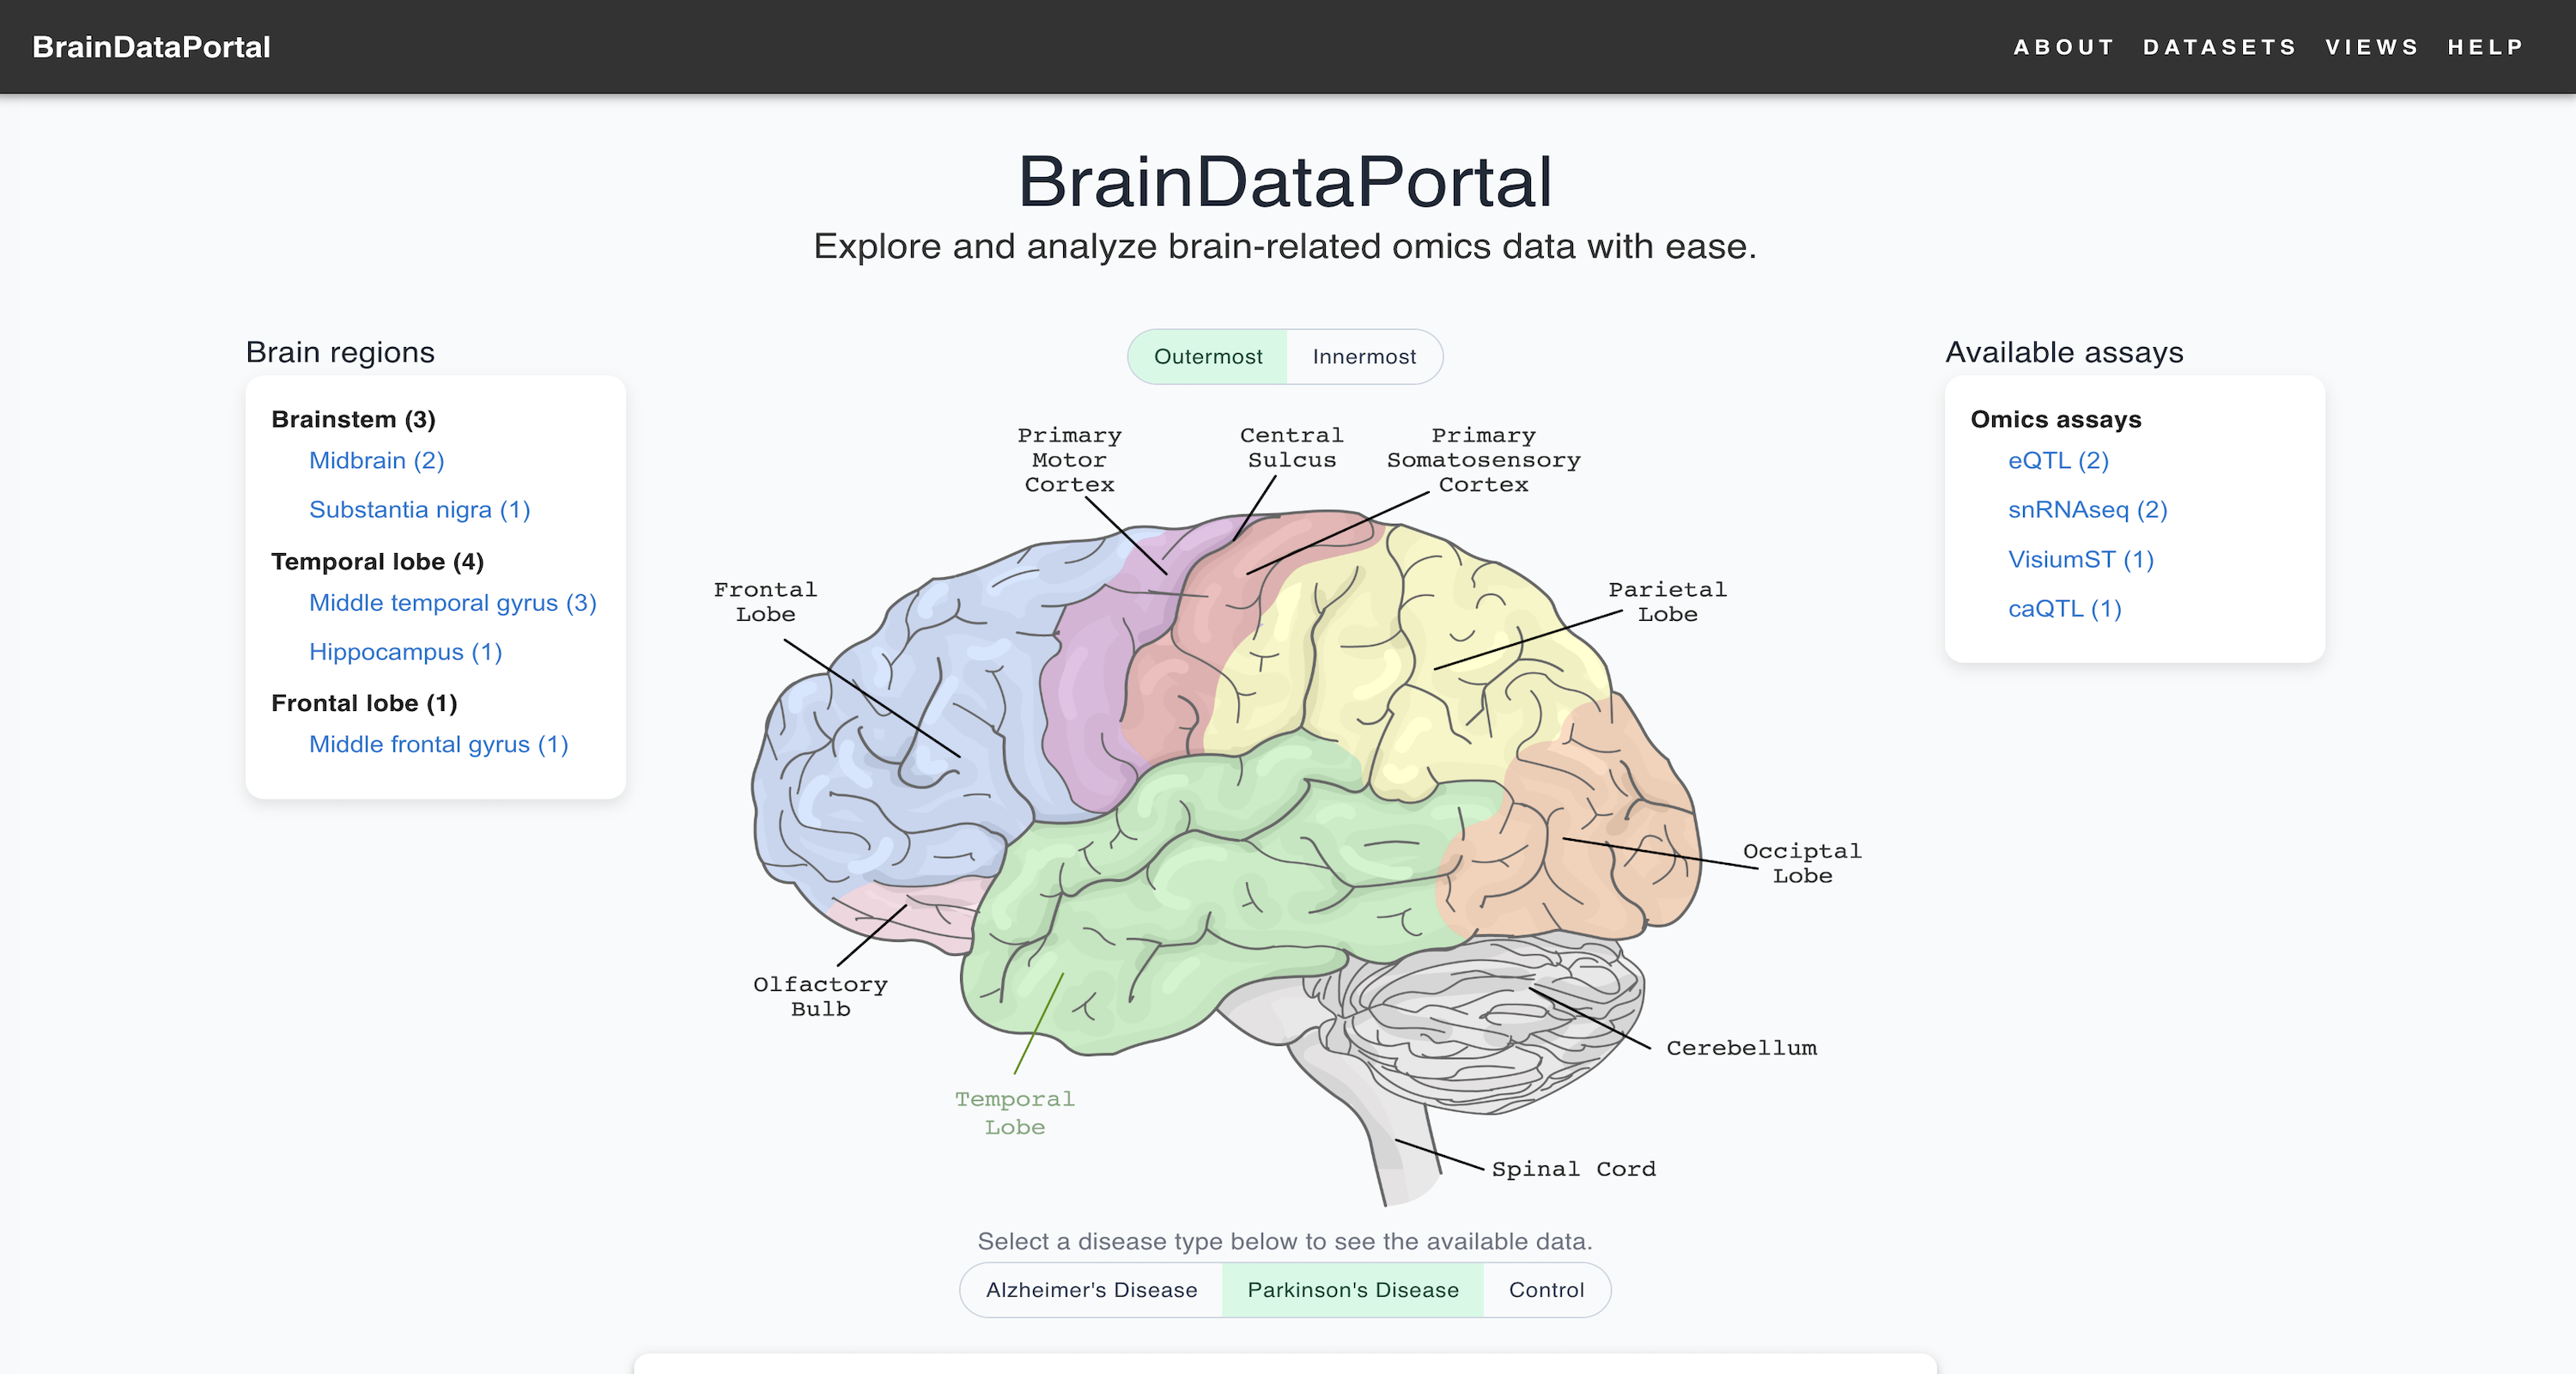 BrainDataPortal
ABOUT DATASETS VIEWS HELP
BrainDataPortal
Explore and analyze brain-related omics data with ease.
Brain regions
Brainstem (3)
Midbrain (2)
Substantia nigra (1)
Temporal lobe (4)
Middle temporal gyrus (3)
Hippocampus (1)
Frontal lobe (1)
Middle frontal gyrus (1)
Outermost
Innermost
Primary
Motor
Cortex
Central
Sulcus
Primary
Somatosensory
Cortex
Frontal
Lobe
Parietal
Lobe
Occiptal
Lobe
Olfactory
Bulb
Cerebellum
Temporal
Lobe
Spinal Cord
Select a disease type below to see the available data.
Alzheimer's Disease
Parkinson's Disease
Control
Available assays
Omics assays
eQTL (2)
snRNAseq (2)
VisiumST (1)
caQTL (1)